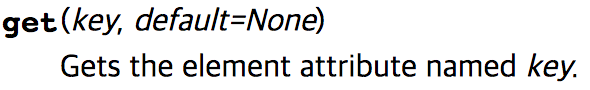 get(key, default=None)
Gets the element attribute named key.